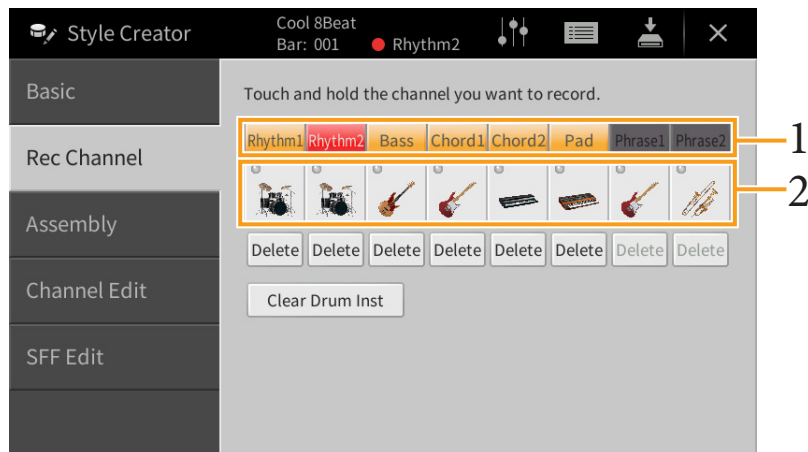 Style Creator
Cool 8Beat
Bar: 001
Rhythm2
Basic
Rec Channel
Assembly
Channel Edit
SFF Edit
Touch and hold the channel you want to record.
Rhythm1 Rhythm2 Bass Chord1 Chord2 Pad Phrase1 Phrase2
1
2
Delete Delete Delete Delete Delete Delete Delete Delete
Clear Drum Inst